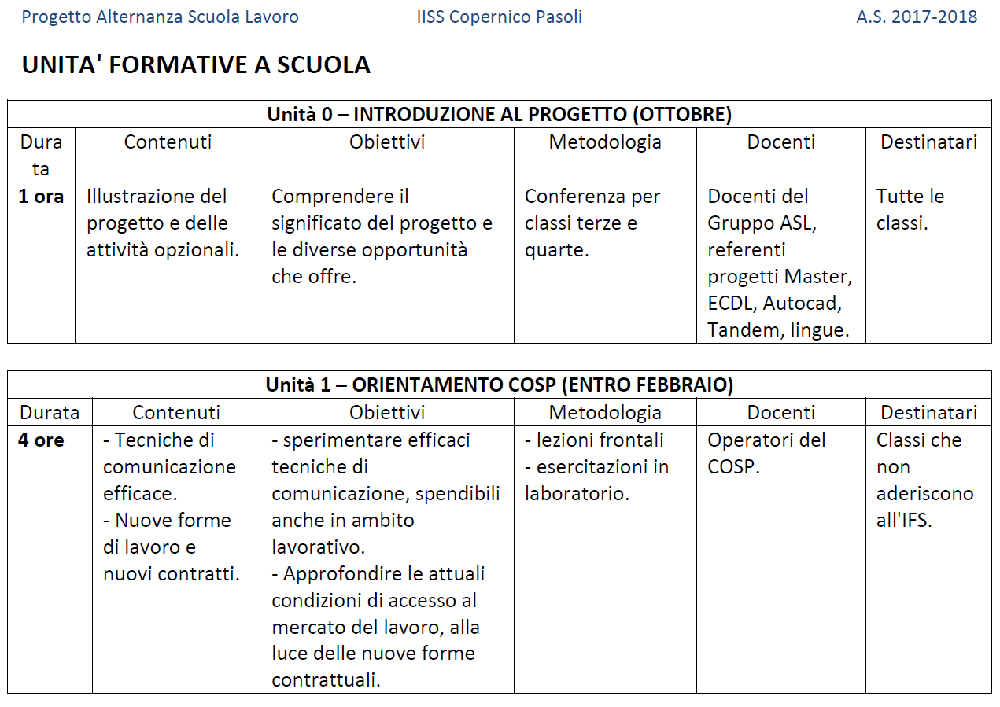 Progetto Alternanza Scuola Lavoro IISS Copernico Pasoli A.S. 2017-2018
UNITA' FORMATIVE A SCUOLA
Unità 0 – INTRODUZIONE AL PROGETTO (OTTOBRE)
Dura
ta
Contenuti
Obiettivi
Metodologia
Docenti
Destinatari
1 ora
Illustrazione del
progetto e delle
attività opzionali.
Comprendere il
significato del progetto e
le diverse opportunità
che offre.
Conferenza per
classi terze e
quarte.
Docenti del
Gruppo ASL,
referenti
progetti Master,
ECDL, Autocad,
Tandem, lingue.
Tutte le
classi.
Unità 1 – ORIENTAMENTO COSP (ENTRO FEBBRAIO)
Durata
Contenuti
Obiettivi
Metodologia
Docenti
Destinatari
4 ore
- Tecniche di
comunicazione
efficace.
- Nuove forme
di lavoro e
nuovi contratti.
- sperimentare efficaci
tecniche di
comunicazione, spendibili
anche in ambito
lavorativo.
- Approfondire le attuali
condizioni di accesso al
mercato del lavoro, alla
luce delle nuove forme
contrattuali.
- lezioni frontali
- esercitazioni in
laboratorio.
Operatori del
COSP.
Classi che
non
aderiscono
all'IFS.